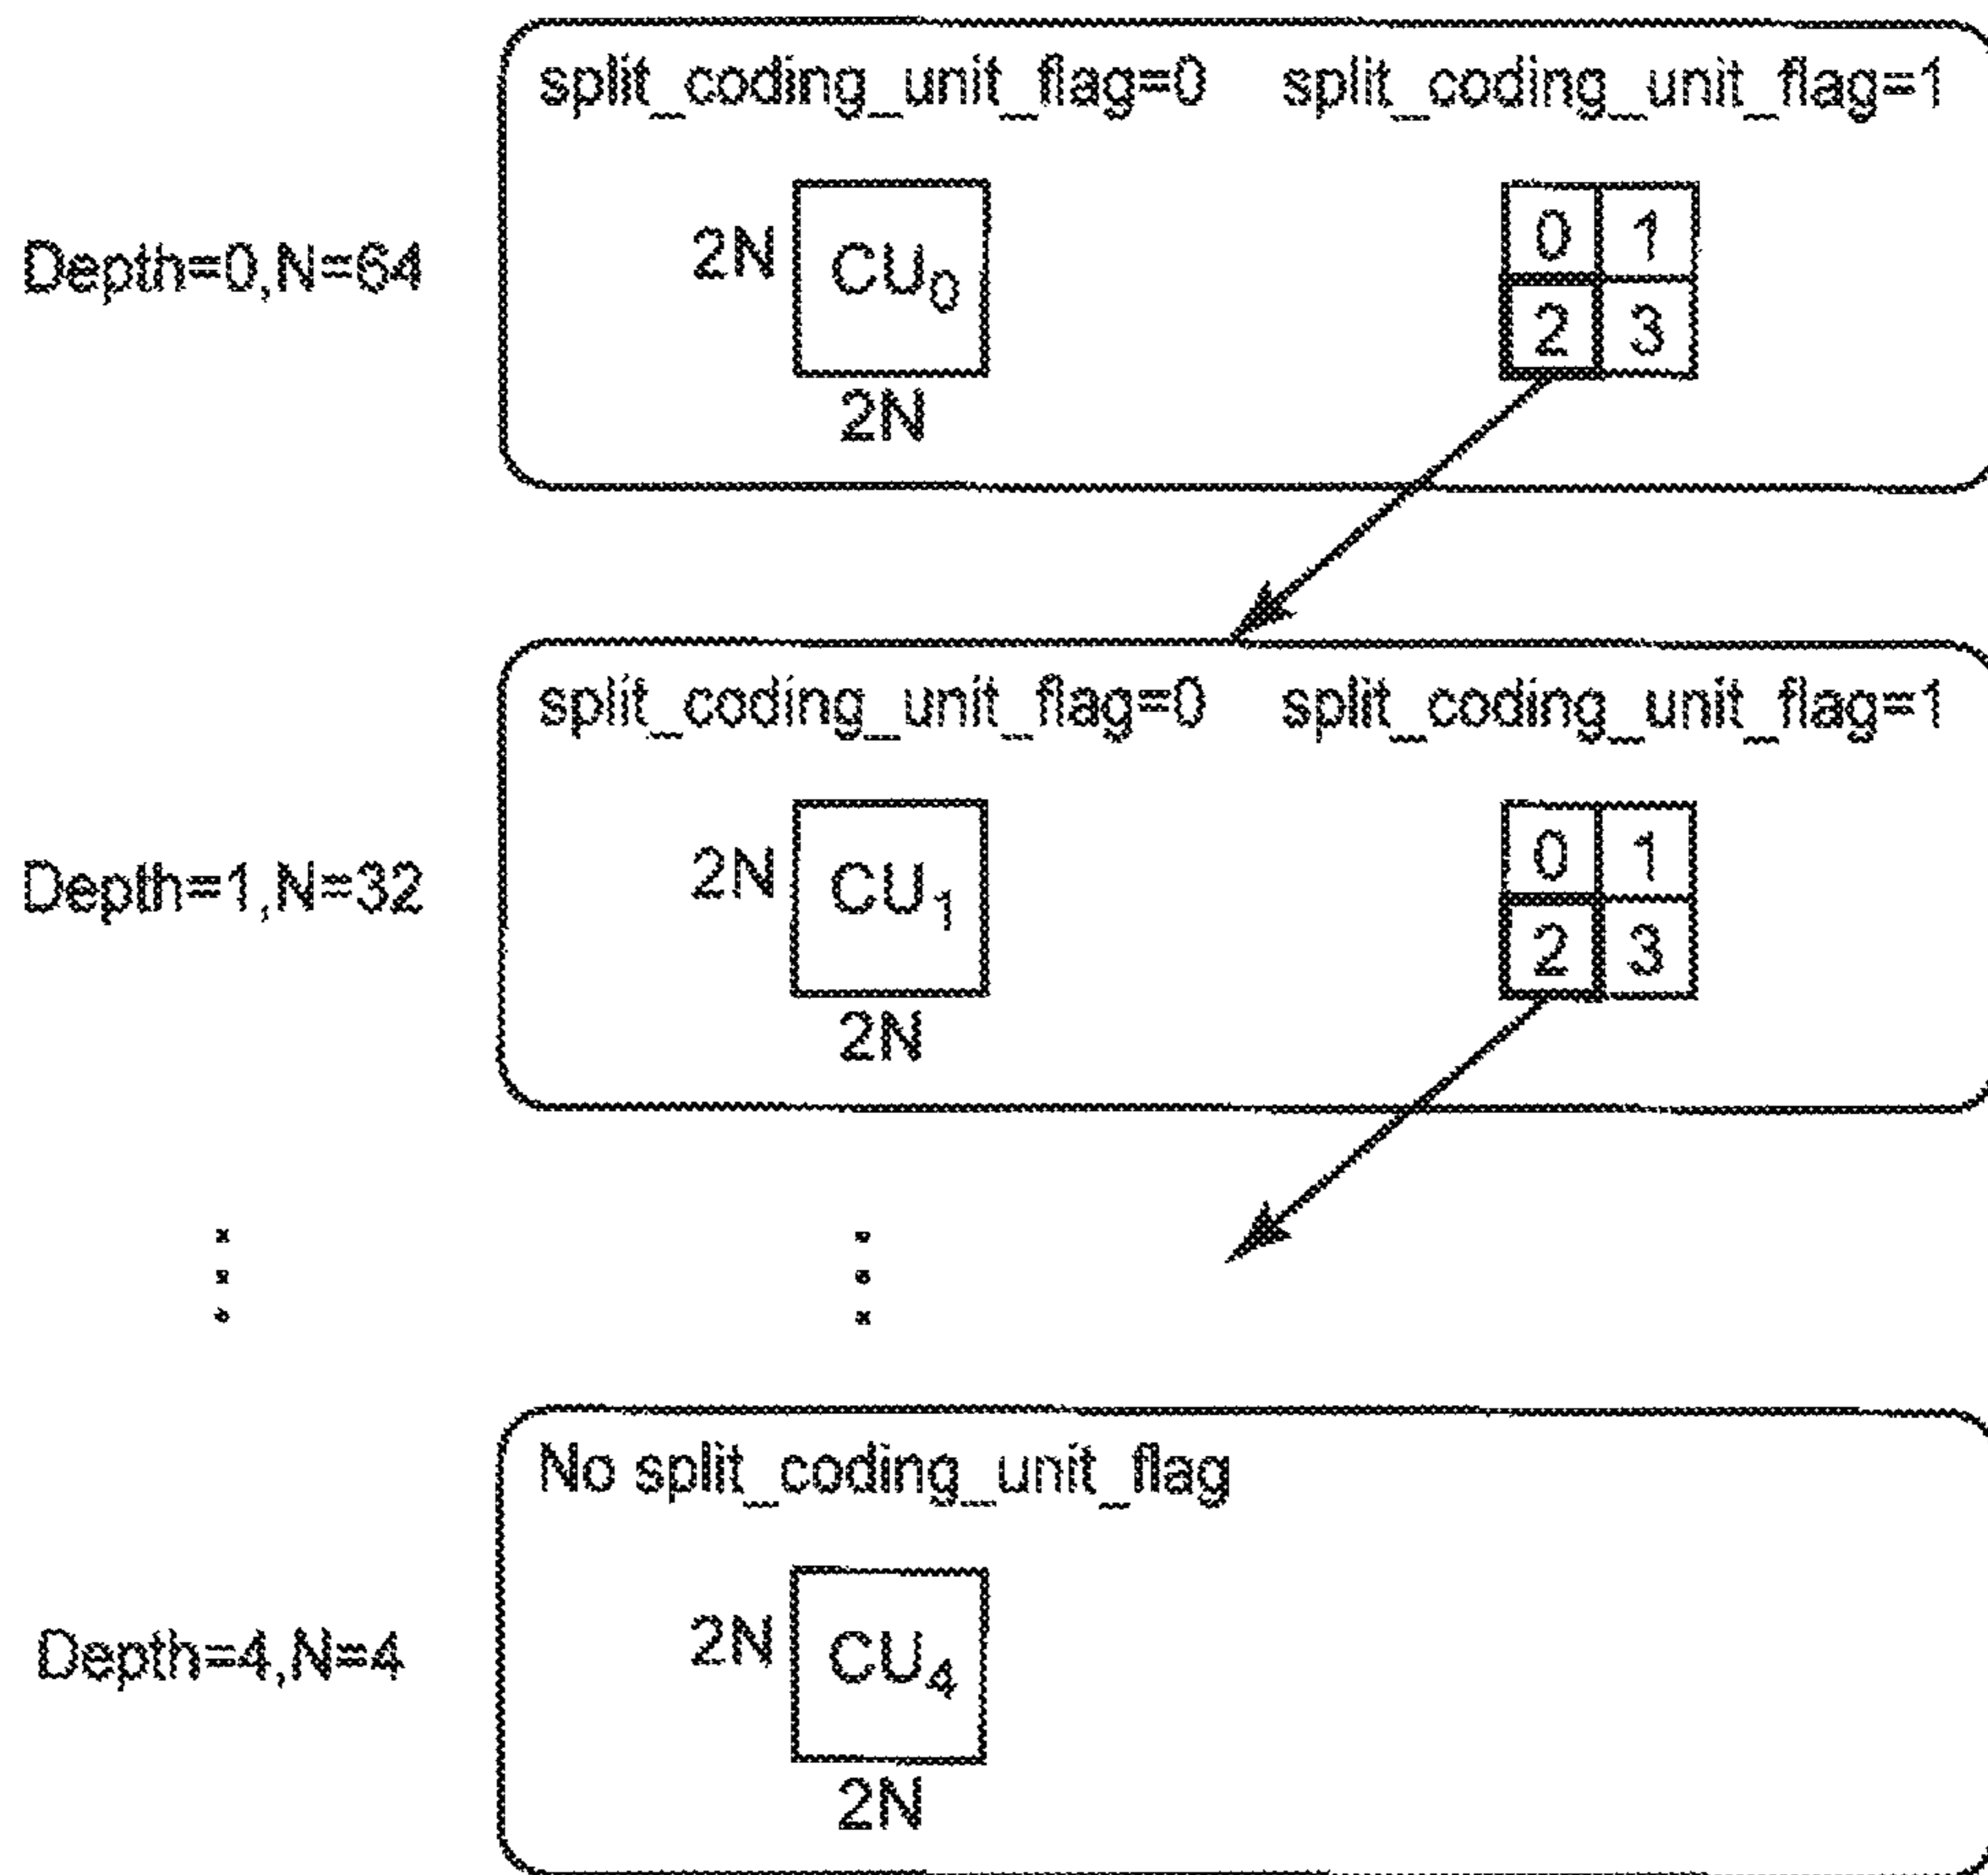 split_coding_unit_flag=0 split_coding_unit_flag=1
Depth=0,N=64
2N
CU0
0 1
2 3
2N
split_coding_unit_flag=0 split_coding_unit_flag=1
Depth=1,N=32
2N
CU1
0 1
2 3
2N
No split_coding_unit_flag
Depth=4,N=4
2N
CU4
2N